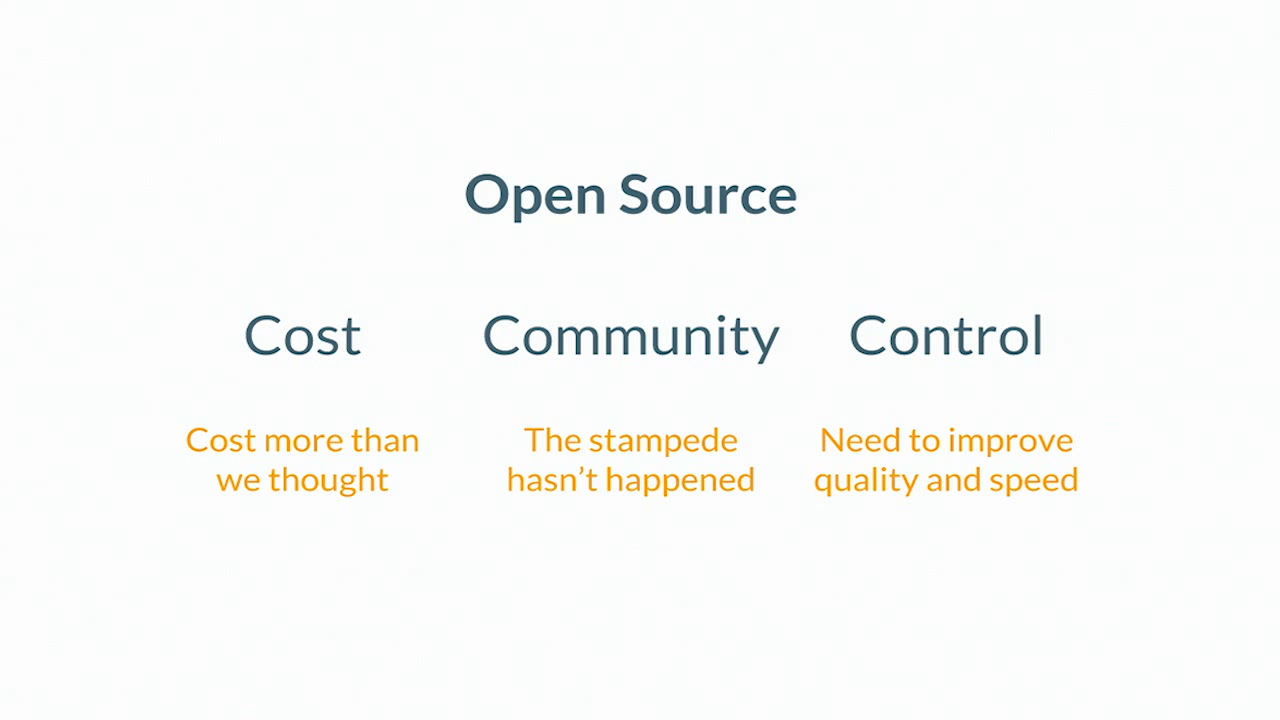 Open Source
Cost
Community
Control
Cost more than
we thought
The stampede
hasn’t happened
Need to improve
quality and speed